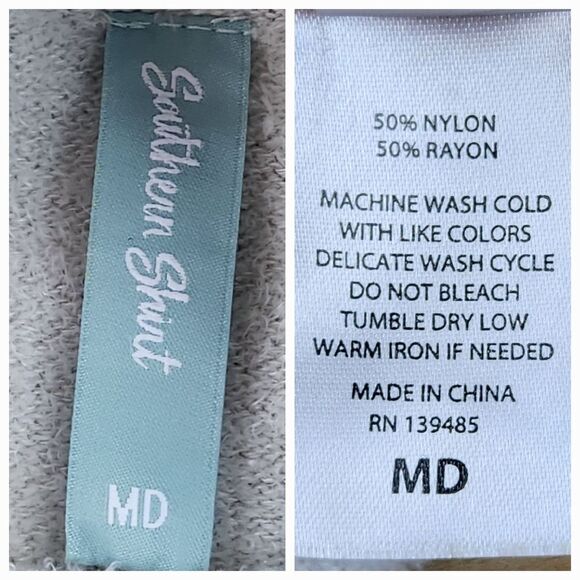 Southern Shirt
MD
50% NYLON
50% RAYON
MACHINE WASH COLD
WITH LIKE COLORS
DELICATE WASH CYCLE
DO NOT BLEACH
TUMBLE DRY LOW
WARM IRON IF NEEDED
MADE IN CHINA
RN 139485
MD